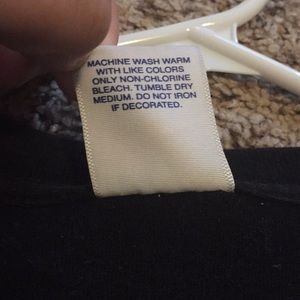 MACHINE WASH WARM
WITH LIKE COLORS
ONLY NON-CHLORINE
BLEACH. TUMBLE DRY
MEDIUM. DO NOT IRON
IF DECORATED.